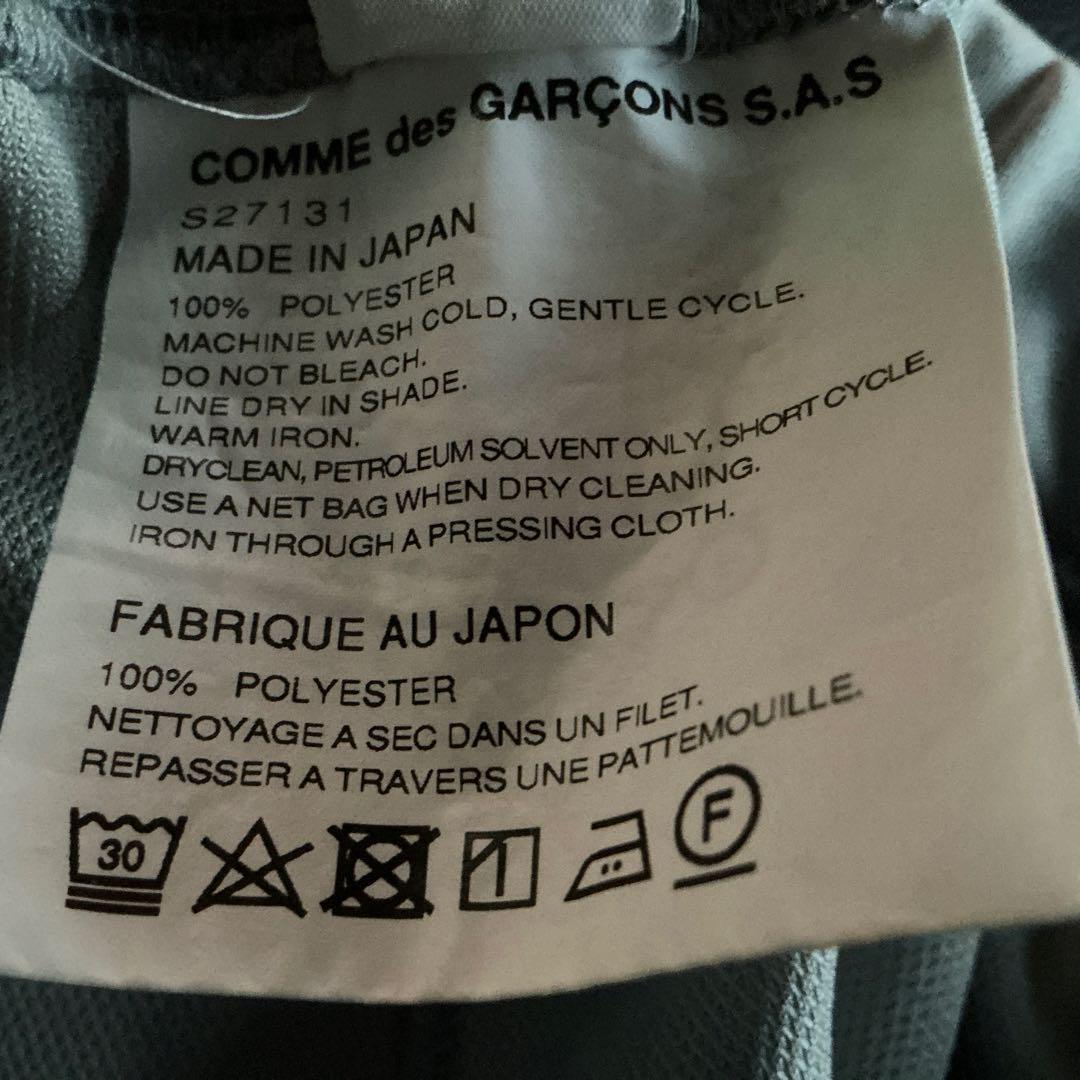 COMME des GARÇONS S.A.S
S27131
MADE IN JAPAN
100% POLYESTER
MACHINE WASH COLD, GENTLE CYCLE.
DO NOT BLEACH.
LINE DRY IN SHADE.
WARM IRON.
DRYCLEAN, PETROLEUM SOLVENT ONLY, SHORT CYCLE.
USE A NET BAG WHEN DRY CLEANING.
IRON THROUGH A PRESSING CLOTH.
FABRIQUE AU JAPON
100% POLYESTER
NETTOYAGE A SEC DANS UN FILET.
REPASSER A TRAVERS UNE PATTEMOUILLE.
30 F